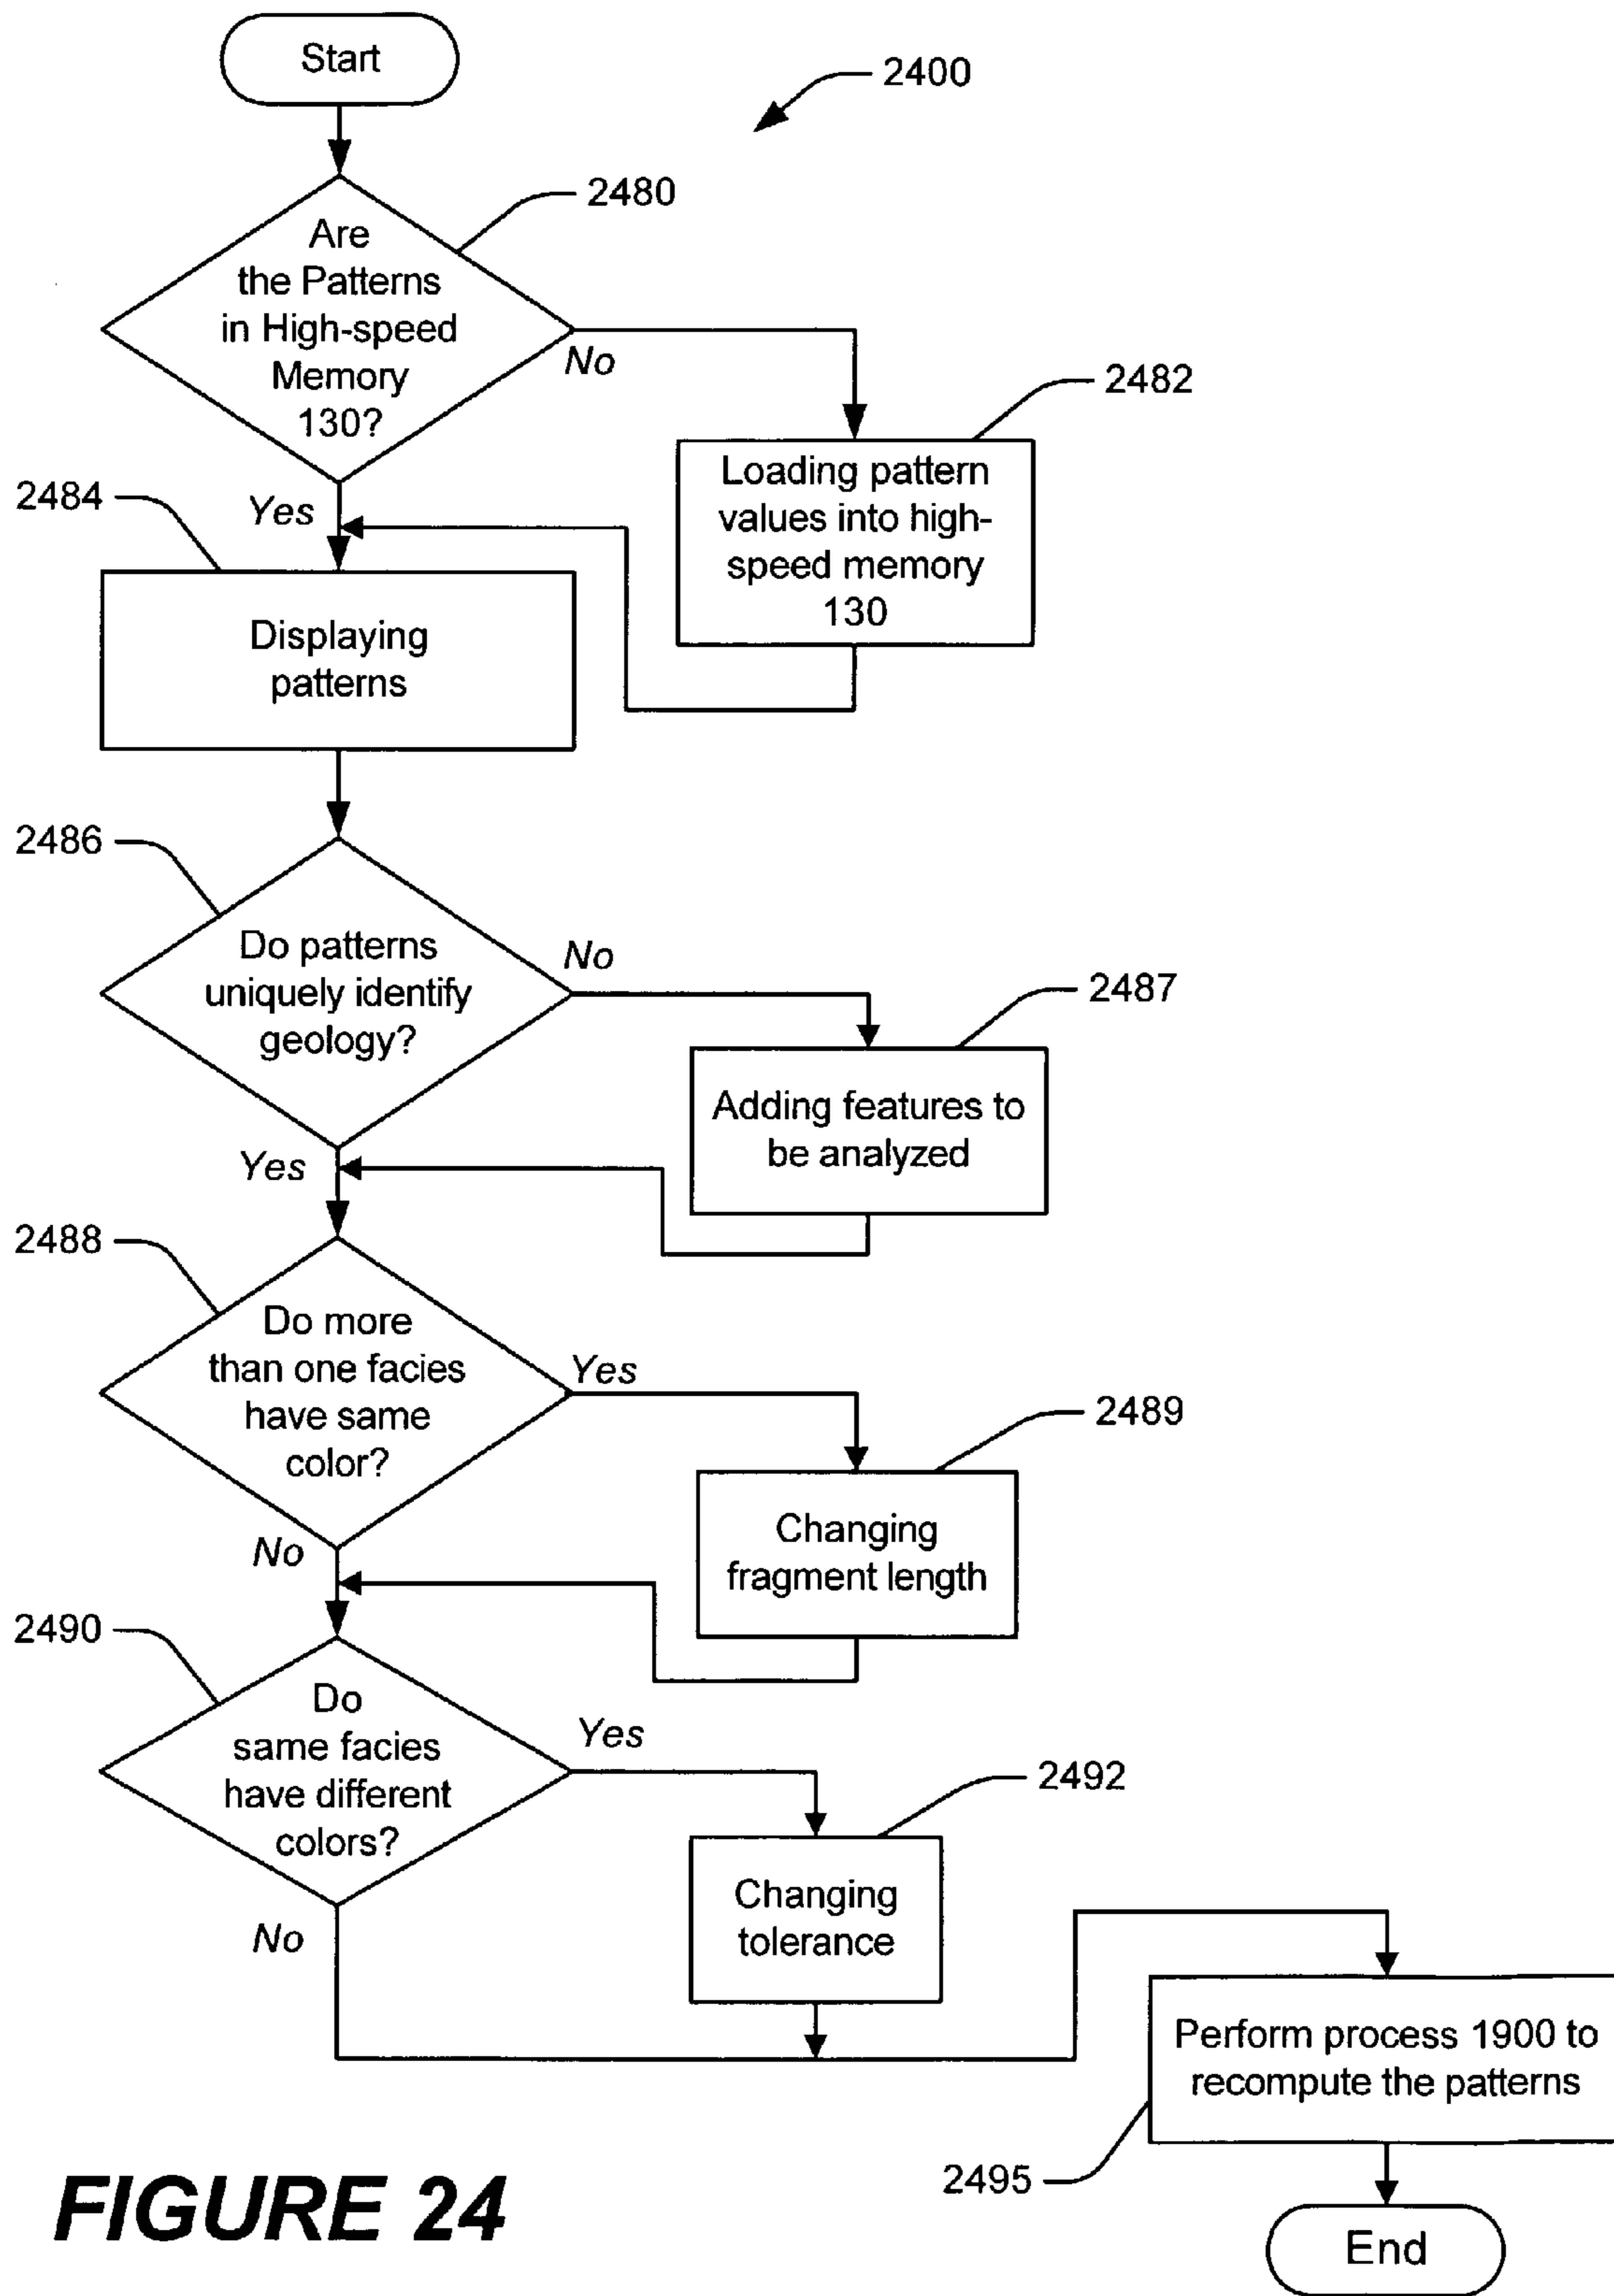 Start
2400
2480
Are
the Patterns
in High-speed
Memory
130?
No
2482
Loading pattern
values into high-
speed memory
130
2484
Yes
Displaying
patterns
2486
Do patterns
uniquely identify
geology?
No
2487
Adding features to
be analyzed
Yes
2488
Do more
than one facies
have same
color?
Yes
2489
Changing
fragment length
No
2490
Do
same facies
have different
colors?
Yes
2492
Changing
tolerance
No
Perform process 1900 to
recompute the patterns
2495
End
FIGURE 24